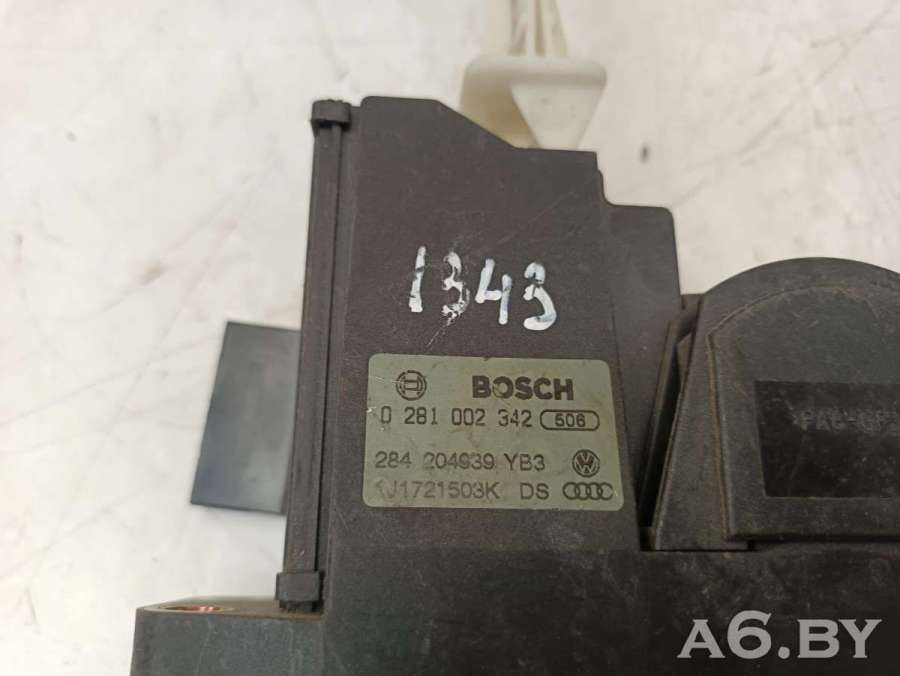 1343
BOSCH
0 281 002 342 506
284 204939 YB3
1J1721503K DS
A6.BY